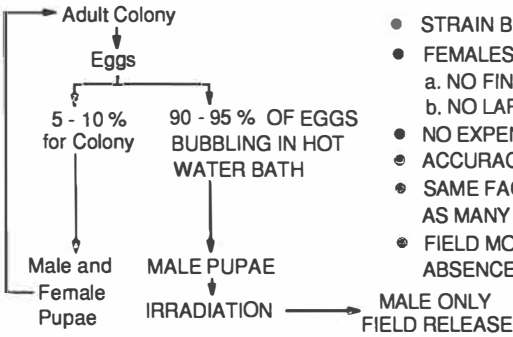 Adult Colony
Eggs
5 - 10 %
for Colony
90 - 95 % OF EGGS
BUBBLING IN HOT
WATER BATH
Male and
Female
Pupae
MALE PUPAE
IRRADIATION
MALE ONLY
FIELD RELEASE
STRAIN B
FEMALES
a. NO FIN
b. NO LAR
NO EXPEN
ACCURAC
SAME FAC
AS MANY
FIELD MO
ABSENCE